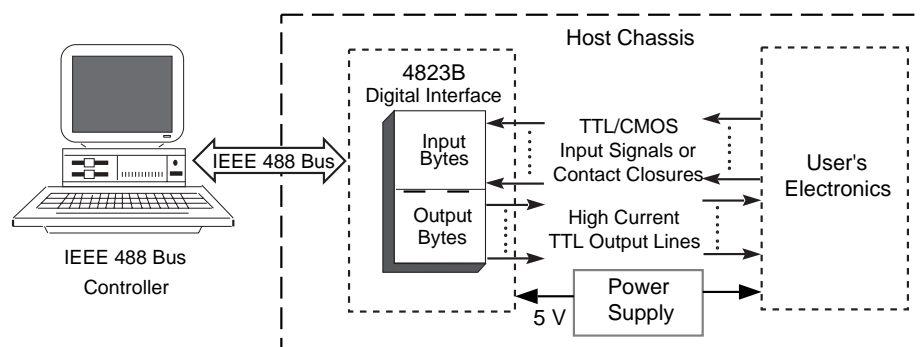 Host Chassis
4823B
Digital Interface
IEEE 488 Bus
Input
Bytes
Output
Bytes
TTL/CMOS
Input Signals or
Contact Closures
High Current
TTL Output Lines
User's
Electronics
IEEE 488 Bus
Controller
5 V
Power
Supply